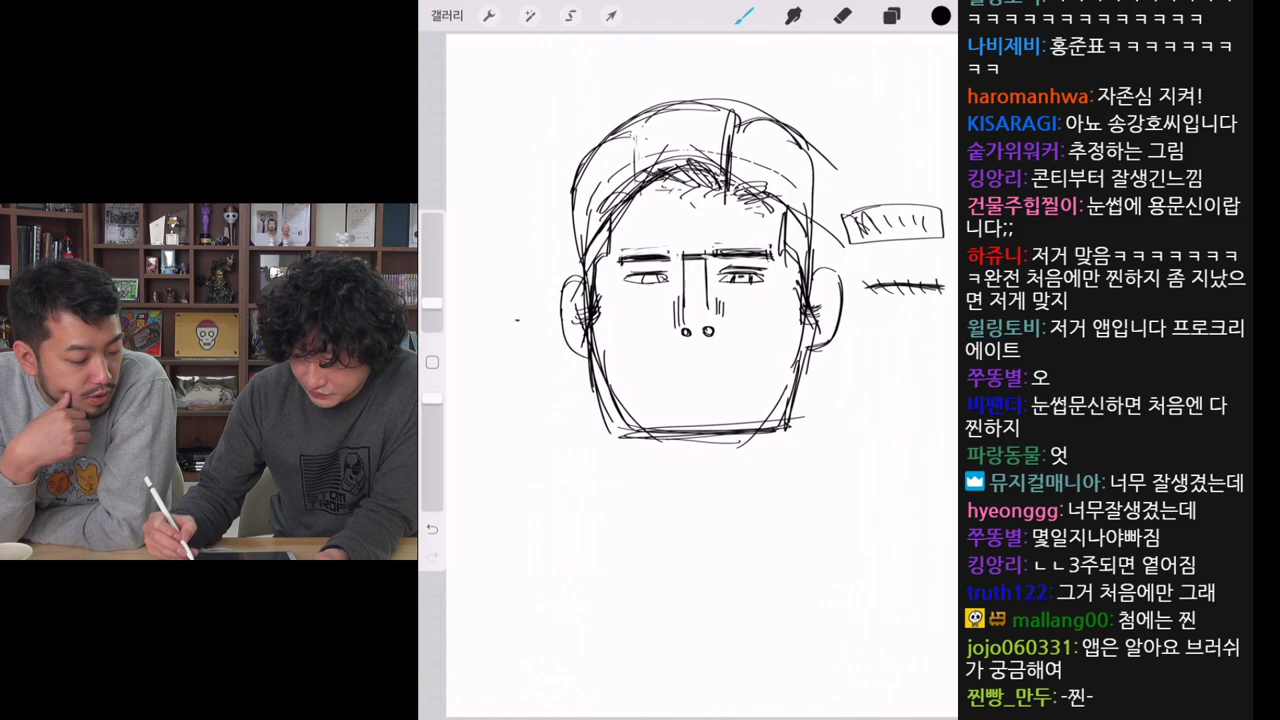 갤러리
윌링토비: ㅋㅋㅋㅋㅋㅋㅋㅋ
ㅋㅋㅋㅋㅋㅋㅋㅋㅋㅋㅋㅋㅋ
나비제비: 홍준표ㅋㅋㅋㅋㅋㅋㅋ
ㅋㅋ
haromanhwa: 자존심 지켜!
KISARAGI: 아뇨 송강호씨입니다
숱가위워커: 추정하는 그림
킹앙리: 콘티부터 잘생긴느낌
건물주힙찔이: 눈썹에 용문신이랍
니다;;
하쥬니: 저거 맞음ㅋㅋㅋㅋㅋㅋㅋ
ㅋ완전 처음에만 찐하지 좀 지났으
면 저게 맞지
윌링토비: 저거 앱입니다 프로크리
에이트
쭈똥별: 오
비팬더: 눈썹문신하면 처음엔 다
찐하지
파랑동물: 엇
뮤지컬매니아: 너무 잘생겼는데
hyeonggg: 너무잘생겼는데
쭈똥별: 몇일지나야빠짐
킹앙리: ㄴㄴ3주되면 옅어짐
truth122: 그거 처음에만 그래
mallang00: 첨에는 찐
jojo060331: 앱은 알아요 브러쉬
가 궁금해여
찐빵_만두: -찐-
STOM
TROPE